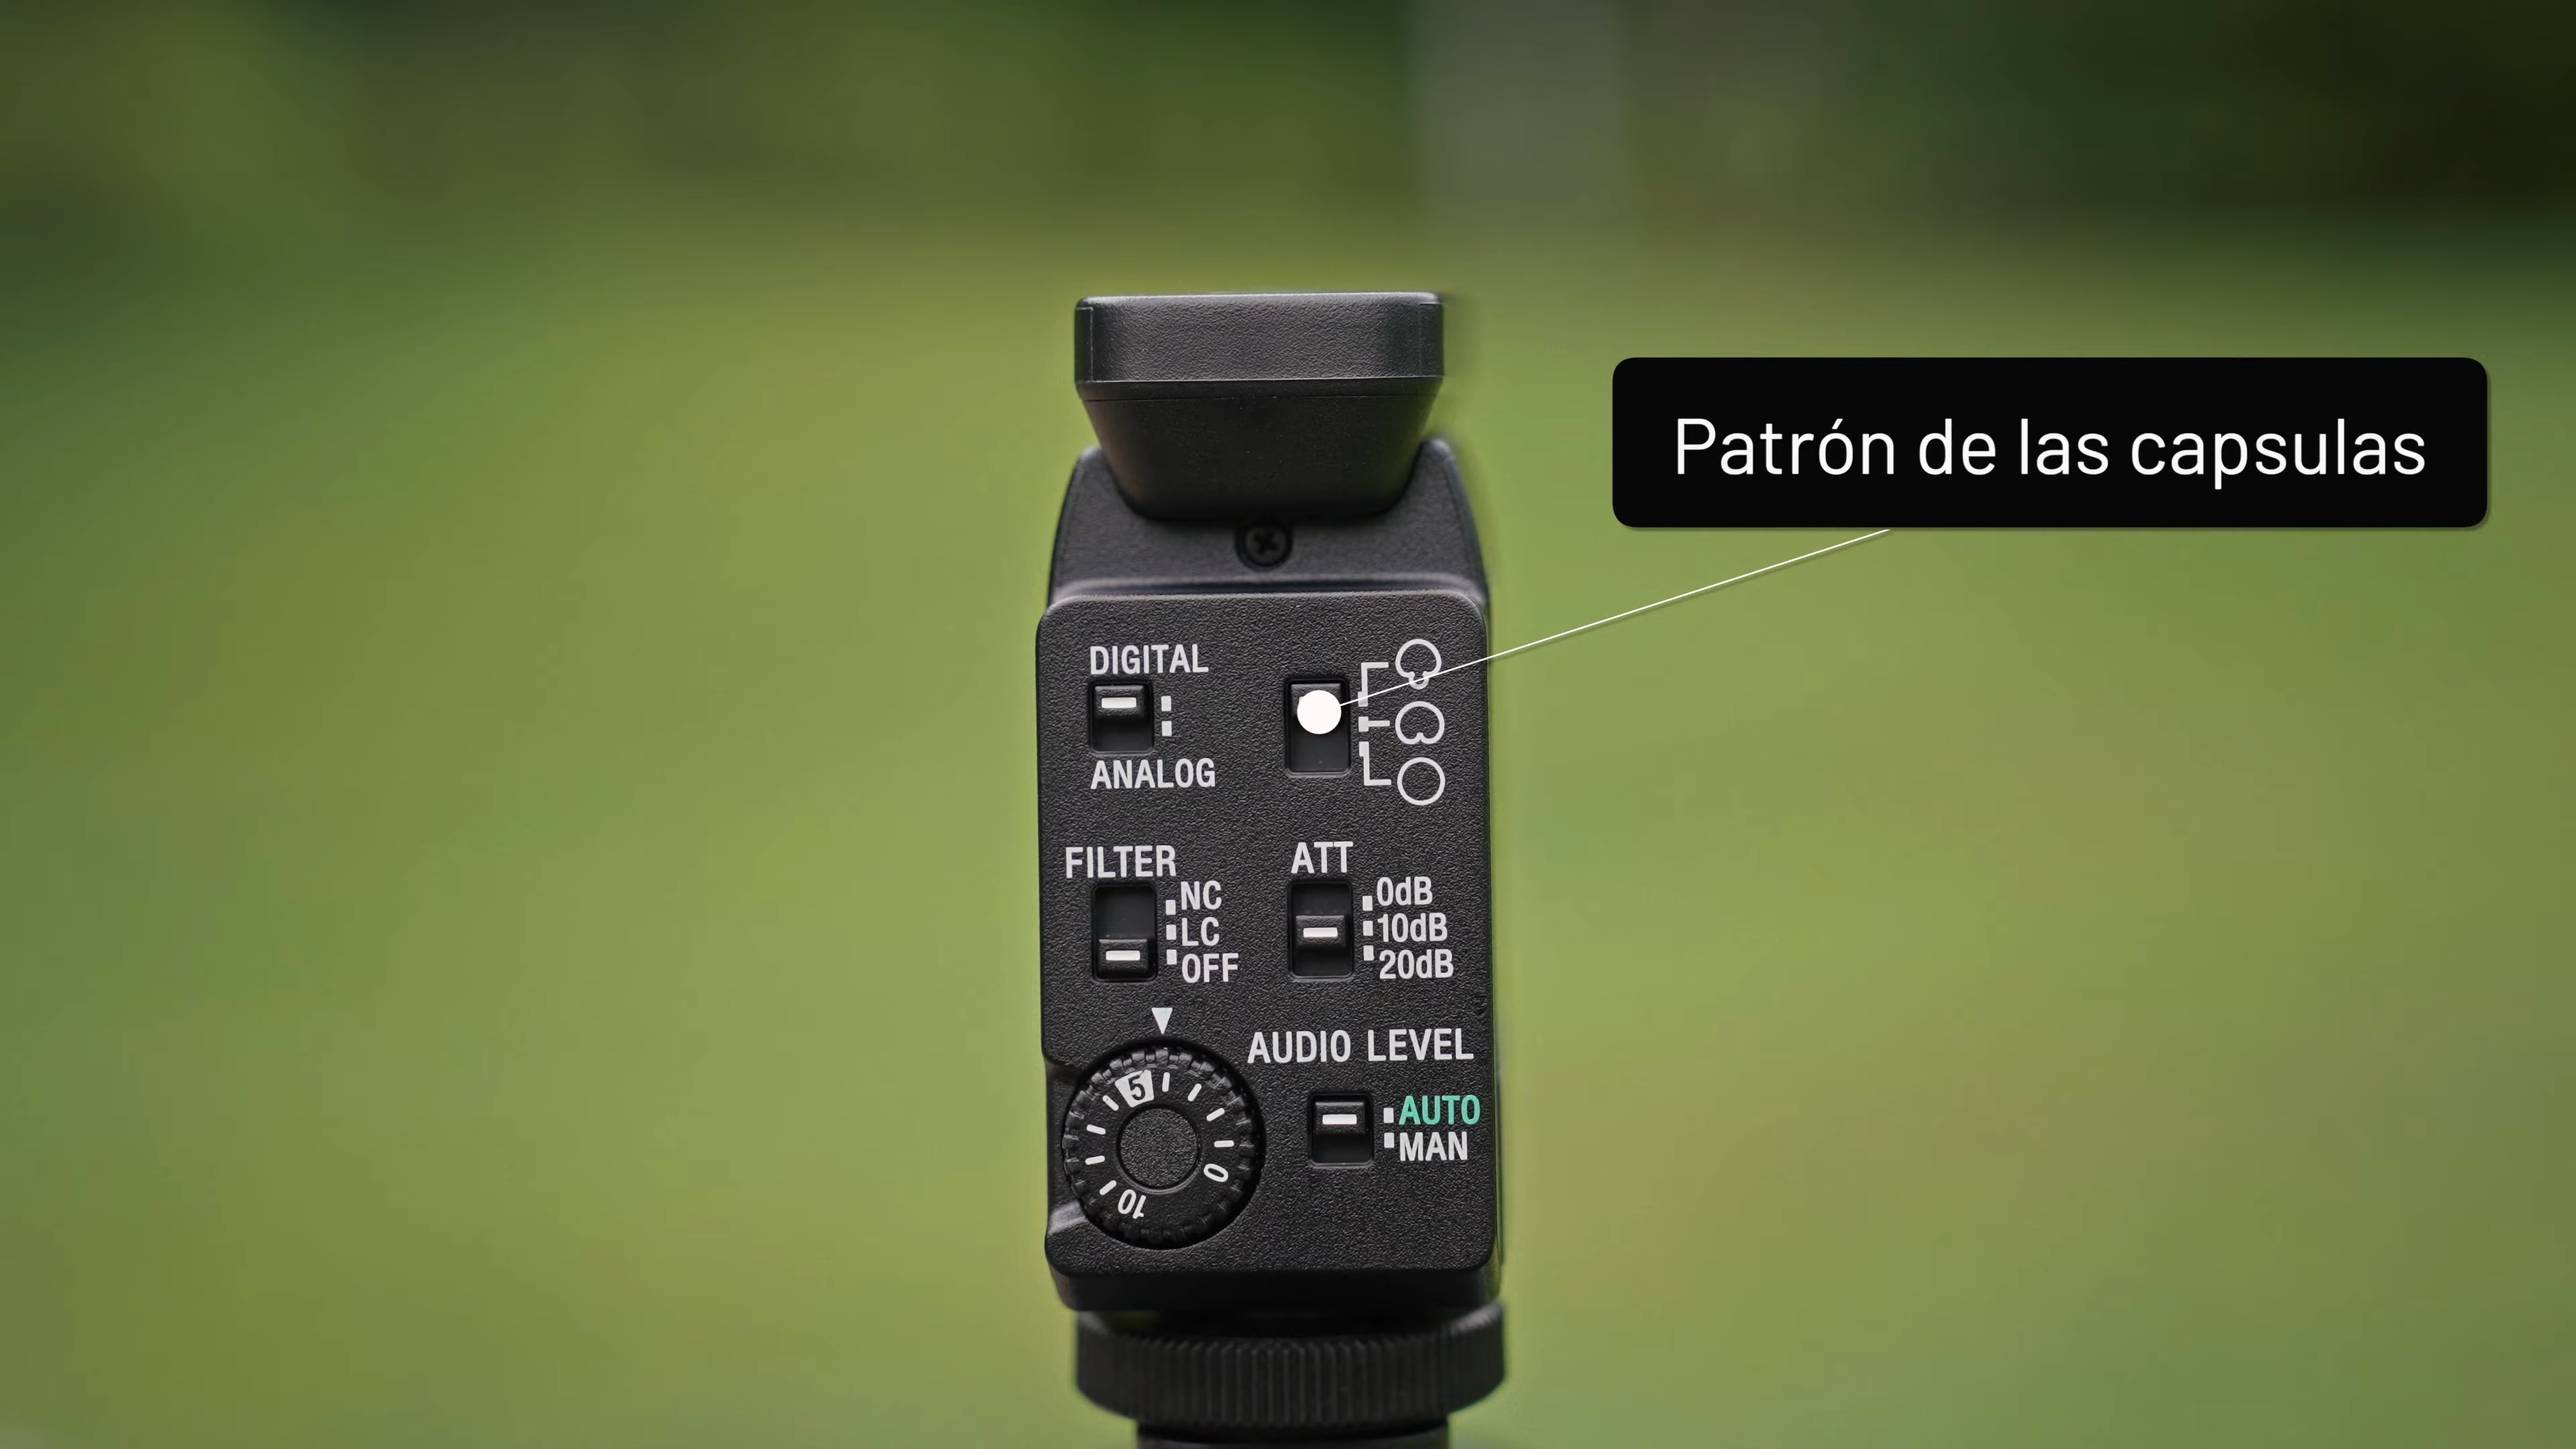 Patrón de las capsulas
DIGITAL
ANALOG
FILTER
NC
LC
OFF
ATT
0dB
10dB
20dB
AUDIO LEVEL
AUTO
MAN
5
0
10